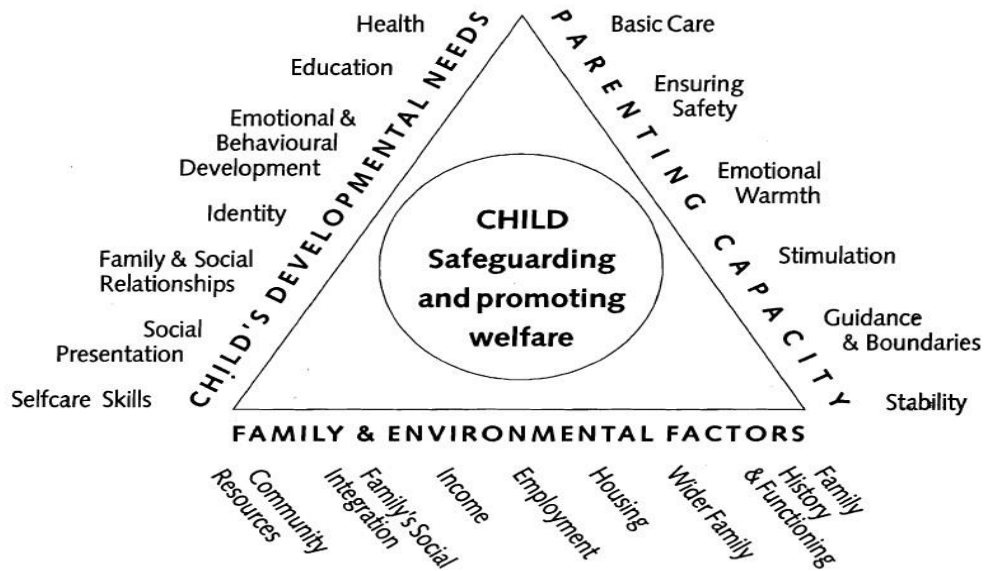 Health
Education
Emotional &
Behavioural
Development
Identity
Family & Social
Relationships
Social
Presentation
Selfcare Skills
CHILD'S DEVELOPMENTAL NEEDS
CHILD
Safeguarding
and promoting
welfare
PARENTING CAPACITY
Basic Care
Ensuring
Safety
Emotional
Warmth
Stimulation
Guidance
& Boundaries
Stability
FAMILY & ENVIRONMENTAL FACTORS
Community
Resources
Family's Social
Integration
Income
Employment
Housing
Wider Family
Family
History
& Functioning